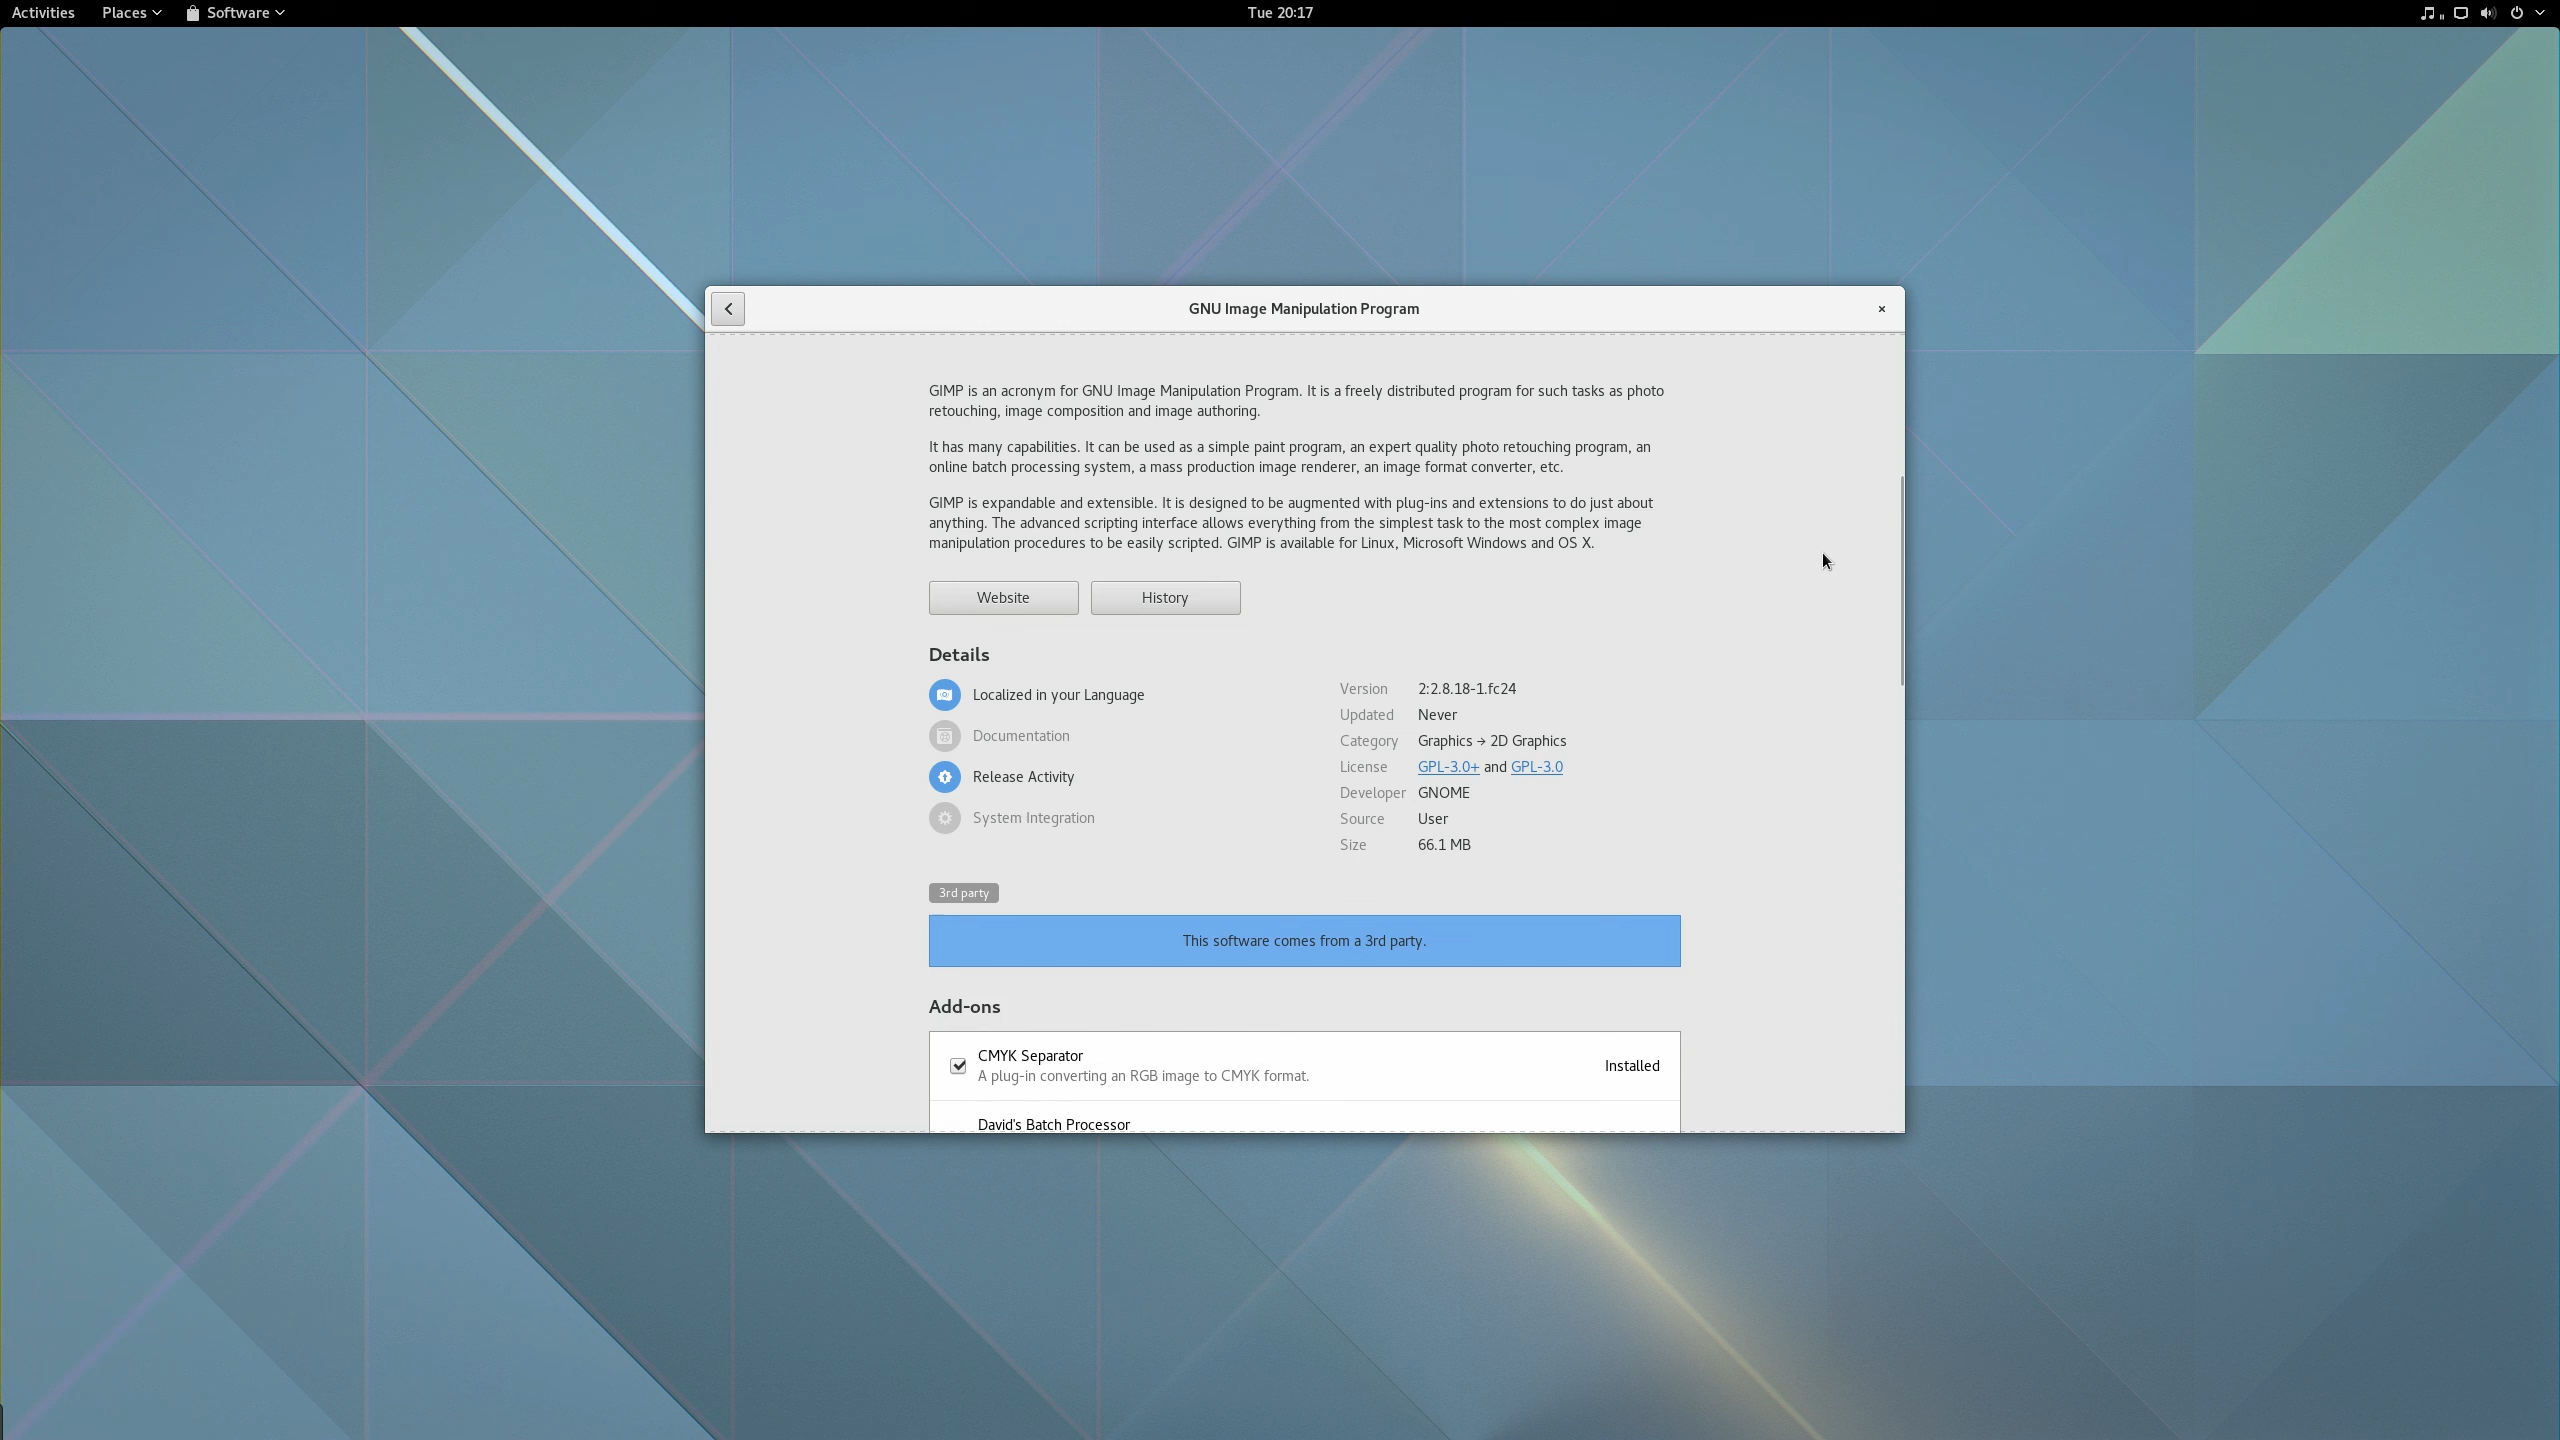 Activities Places Software Tue 20:17
GNU Image Manipulation Program
GIMP is an acronym for GNU Image Manipulation Program. It is a freely distributed program for such tasks as photo
retouching, image composition and image authoring.
It has many capabilities. It can be used as a simple paint program, an expert quality photo retouching program, an
online batch processing system, a mass production image renderer, an image format converter, etc.
GIMP is expandable and extensible. It is designed to be augmented with plug-ins and extensions to do just about
anything. The advanced scripting interface allows everything from the simplest task to the most complex image
manipulation procedures to be easily scripted. GIMP is available for Linux, Microsoft Windows and OS X.
Website History
Details
Localized in your Language
Documentation
Release Activity
System Integration
Version 2:2.8.18-1.fc24
Updated Never
Category Graphics → 2D Graphics
License GPL-3.0+ and GPL-3.0
Developer GNOME
Source User
Size 66.1 MB
3rd party
This software comes from a 3rd party.
Add-ons
CMYK Separator
A plug-in converting an RGB image to CMYK format.
Installed
David's Batch Processor